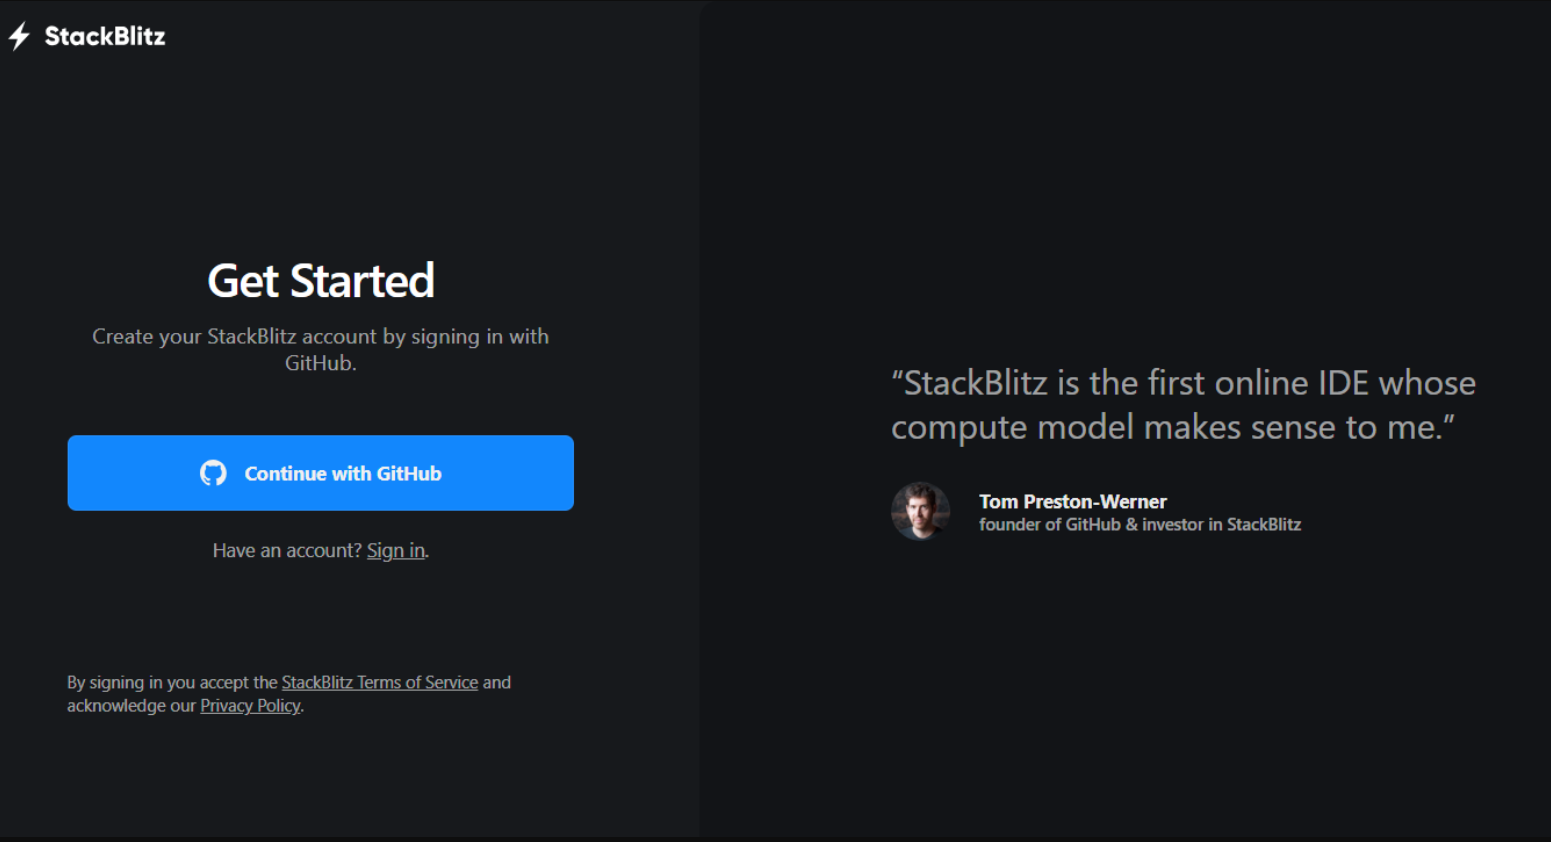 StackBlitz
Get Started
Create your StackBlitz account by signing in with
GitHub.
Continue with GitHub
Have an account? Sign in.
By signing in you accept the StackBlitz Terms of Service and
acknowledge our Privacy Policy.
“StackBlitz is the first online IDE whose
compute model makes sense to me.”
Tom Preston-Werner
founder of GitHub & investor in StackBlitz